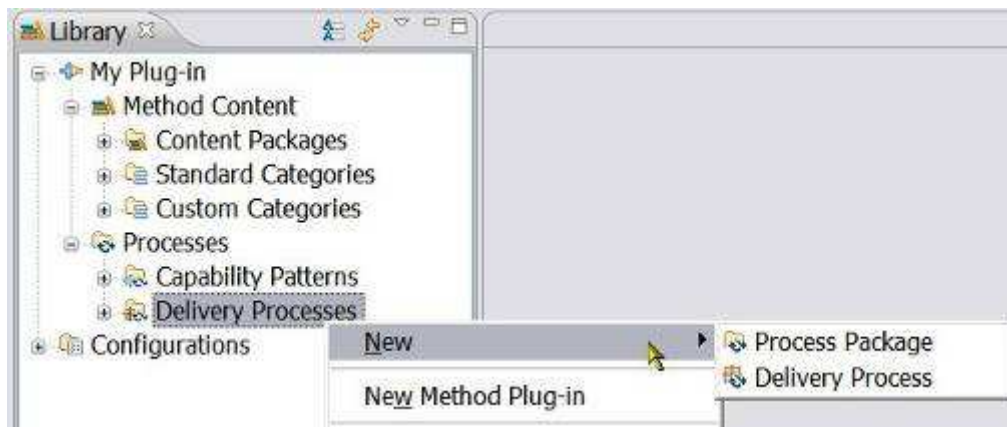 Library
My Plug-in
Method Content
Content Packages
Standard Categories
Custom Categories
Processes
Capability Patterns
Delivery Processes
Configurations
New
New Method Plug-in
Process Package
Delivery Process